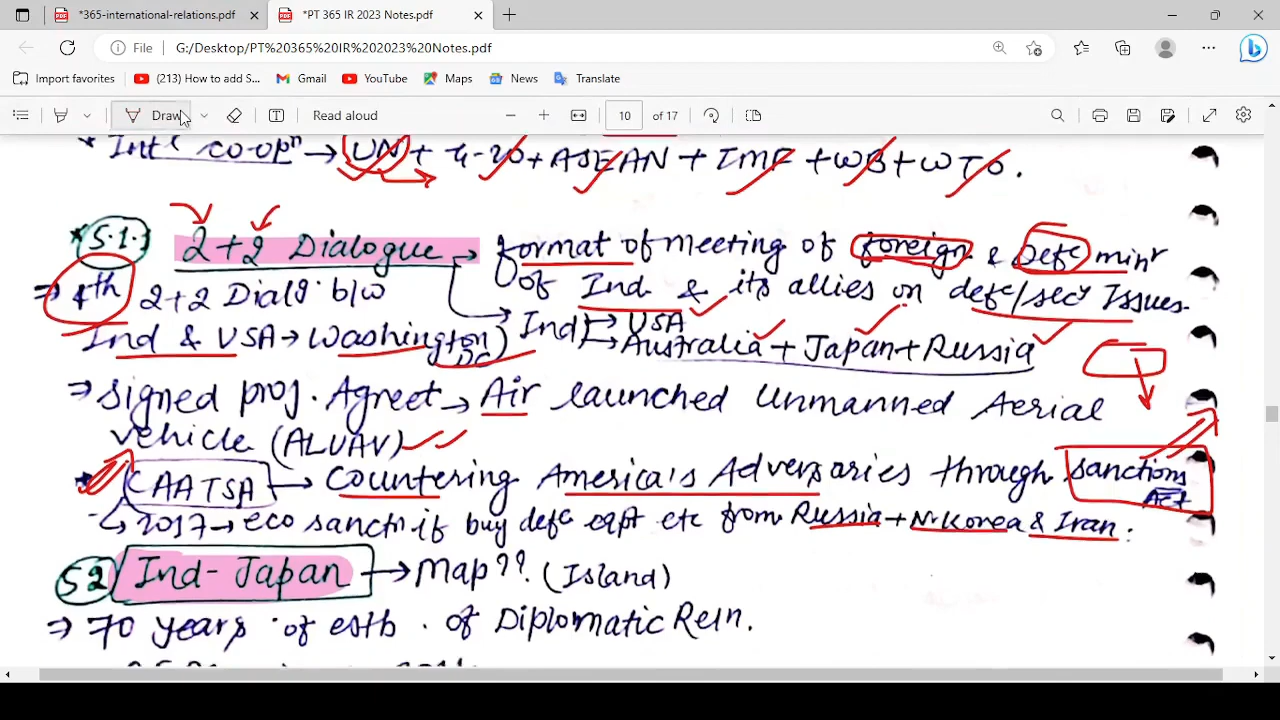 *365-international-relations.pdf
*PT 365 IR 2023 Notes.pdf
File G:/Desktop/PT%20365%20IR%202023%20Notes.pdf
Import favorites (213) How to add S... Gmail YouTube Maps News Translate
Draw Read aloud 10 of 17
* Intl co-opn → UN + G-20 + ASEAN + IMF + WB + WTO.
* 5.1. 2+2 Dialogue → format of meeting of foreign & Defc minr
of Ind & its allies on defc/secy Issues.
⇒ 4th 2+2 Dialg. b/w
Ind → USA
Ind & USA → Washington DC)
→ Australia + Japan + Russia
⇒ signed proj. Agreet → Air launched Unmanned Aerial
vehicle (ALUAV)
* CAATSA → Countering America's Adversaries through sanctions
Act
↳ 2017 → eco sanctn if buy defc eqpt etc from Russia + N. Korea & Iran.
5.2 Ind-Japan → Map?? (Island)
⇒ 70 years of estb. of Diplomatic Reln.